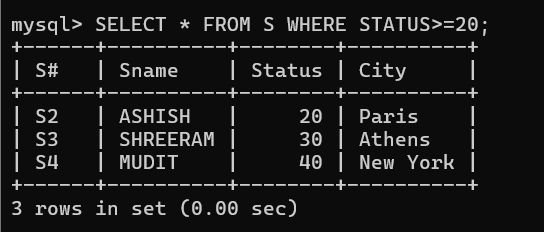 mysql> SELECT * FROM S WHERE STATUS>=20;
+------+----------+--------+----------+
| S#   | Sname    | Status | City     |
+------+----------+--------+----------+
| S2   | ASHISH   |     20 | Paris    |
| S3   | SHREERAM |     30 | Athens   |
| S4   | MUDIT    |     40 | New York |
+------+----------+--------+----------+
3 rows in set (0.00 sec)